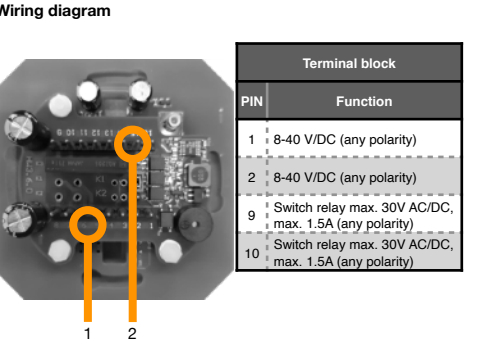 Wiring diagram
Terminal block
PIN Function
1 8-40 V/DC (any polarity)
2 8-40 V/DC (any polarity)
9 Switch relay max. 30V AC/DC,
max. 1.5A (any polarity)
10 Switch relay max. 30V AC/DC,
max. 1.5A (any polarity)
K1
K2
1 2